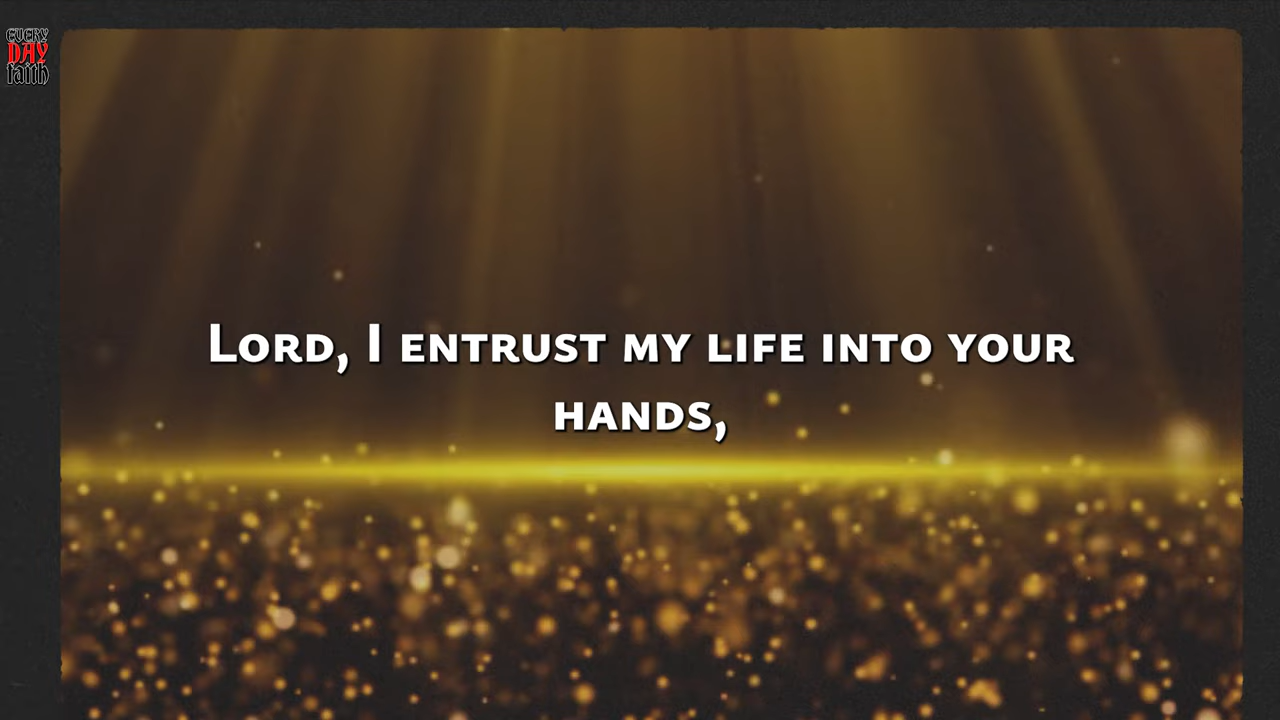 EVERY
DAY
faith
LORD, I ENTRUST MY LIFE INTO YOUR
HANDS,